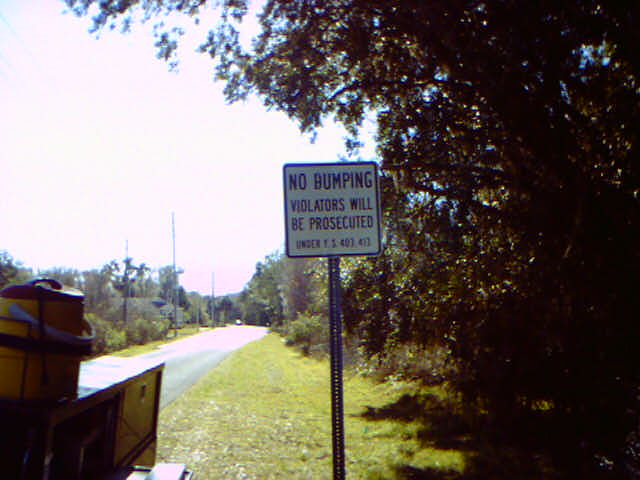 NO BUMPING
VIOLATORS WILL
BE PROSECUTED
UNDER F.S. 403.413